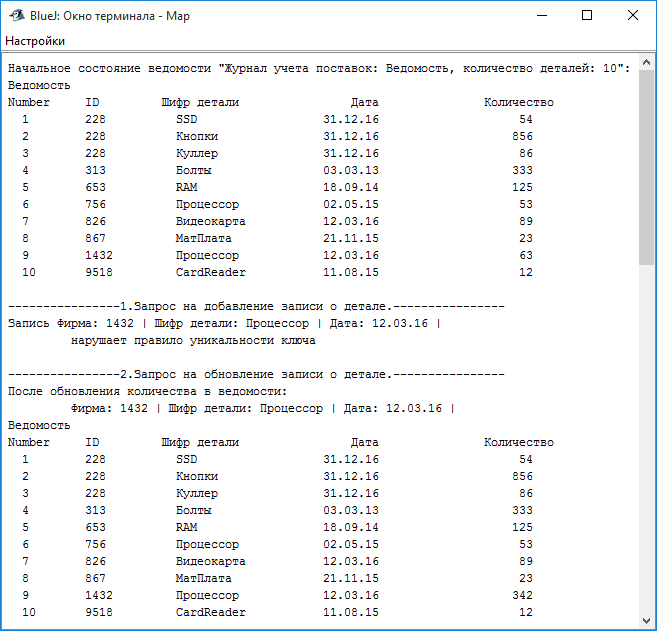 BlueJ: Окно терминала - Map
Настройки
Начальное состояние ведомости "Журнал учета поставок: Ведомость, количество деталей: 10":
Ведомость
Number ID Шифр детали Дата Количество
1 228 SSD 31.12.16 54
2 228 Кнопки 31.12.16 856
3 228 Куллер 31.12.16 86
4 313 Болты 03.03.13 333
5 653 RAM 18.09.14 125
6 756 Процессор 02.05.15 53
7 826 Видеокарта 12.03.16 89
8 867 МатПлата 21.11.15 23
9 1432 Процессор 12.03.16 63
10 9518 CardReader 11.08.15 12
----------------1.Запрос на добавление записи о детале.----------------
Запись Фирма: 1432 | Шифр детали: Процессор | Дата: 12.03.16 |
нарушает правило уникальности ключа
----------------2.Запрос на обновление записи о детале.----------------
После обновления количества в ведомости:
Фирма: 1432 | Шифр детали: Процессор | Дата: 12.03.16 |
Ведомость
Number ID Шифр детали Дата Количество
1 228 SSD 31.12.16 54
2 228 Кнопки 31.12.16 856
3 228 Куллер 31.12.16 86
4 313 Болты 03.03.13 333
5 653 RAM 18.09.14 125
6 756 Процессор 02.05.15 53
7 826 Видеокарта 12.03.16 89
8 867 МатПлата 21.11.15 23
9 1432 Процессор 12.03.16 342
10 9518 CardReader 11.08.15 12